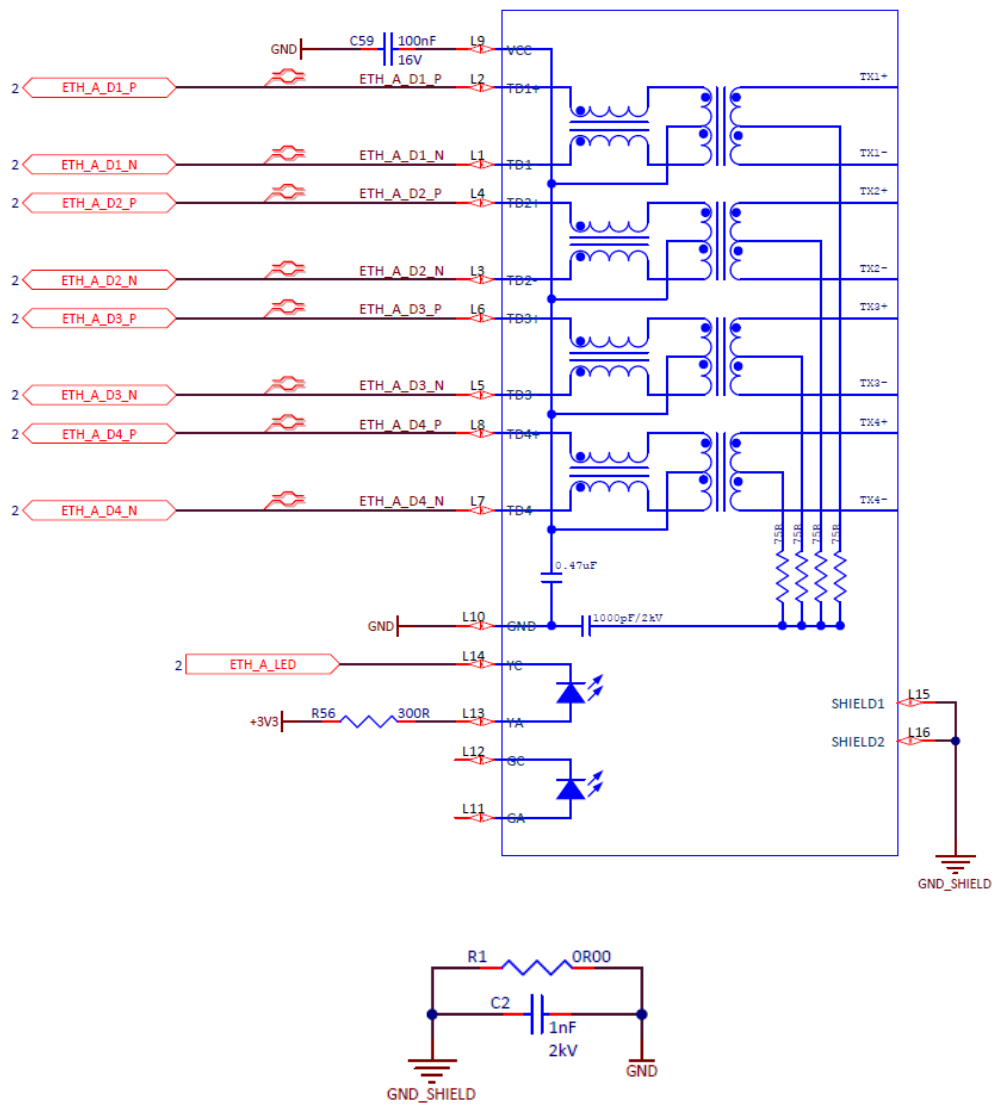 C59 100nF L9
GND VCC
16V
2 ETH_A_D1_P ETH_A_D1_P L2 TD1+ TX1+
2 ETH_A_D1_N ETH_A_D1_N L1 TD1- TX1-
2 ETH_A_D2_P ETH_A_D2_P L4 TD2+ TX2+
2 ETH_A_D2_N ETH_A_D2_N L3 TD2- TX2-
2 ETH_A_D3_P ETH_A_D3_P L6 TD3+ TX3+
2 ETH_A_D3_N ETH_A_D3_N L5 TD3- TX3-
2 ETH_A_D4_P ETH_A_D4_P L8 TD4+ TX4+
2 ETH_A_D4_N ETH_A_D4_N L7 TD4- TX4-
75R 75R 75R 75R
0.47uF
GND L10 GND 1000pF/2kV
2 ETH_A_LED L14 YC
+3V3 R56 300R L13 YA
SHIELD1 L15
SHIELD2 L16
L12 GC
L11 GA
GND_SHIELD
R1 0R00
C2 1nF
2kV
GND_SHIELD GND